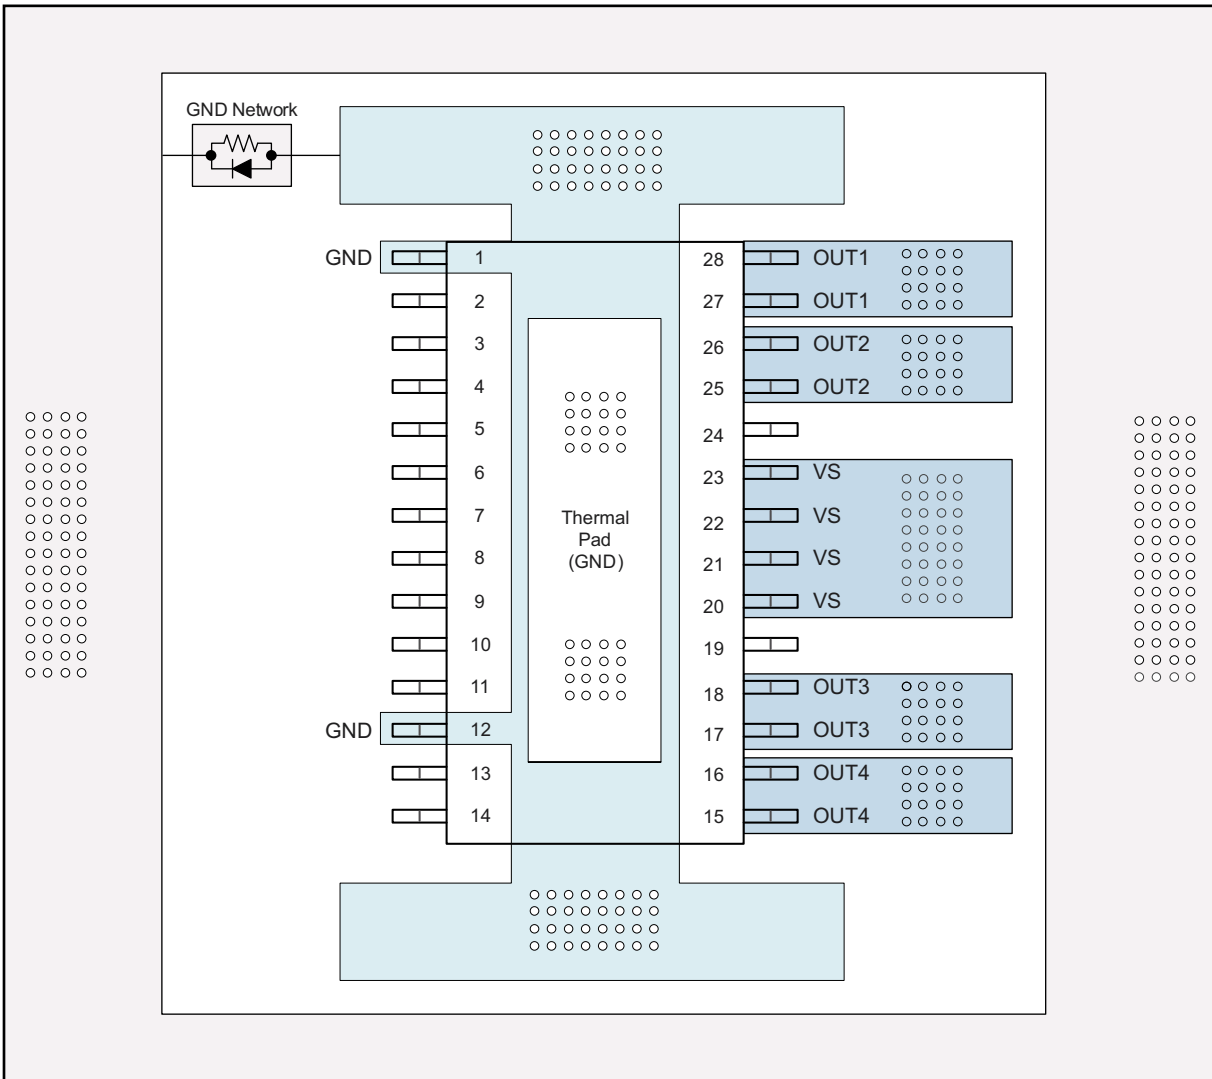 GND Network
GND 1 28 OUT1
2 27 OUT1
3 26 OUT2
4 25 OUT2
5 24
6 23 VS
7 22 VS
8 21 VS
9 20 VS
10 19
11 18 OUT3
GND 12 17 OUT3
13 16 OUT4
14 15 OUT4
Thermal
Pad
(GND)